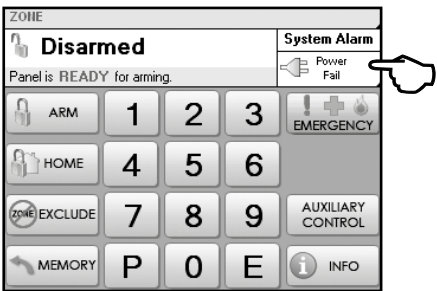 ZONE
Disarmed
System Alarm
Power
Fail
Panel is READY for arming.
ARM
1
2
3
EMERGENCY
HOME
4
5
6
ZONE
EXCLUDE
7
8
9
AUXILIARY
CONTROL
MEMORY
P
0
E
i
INFO